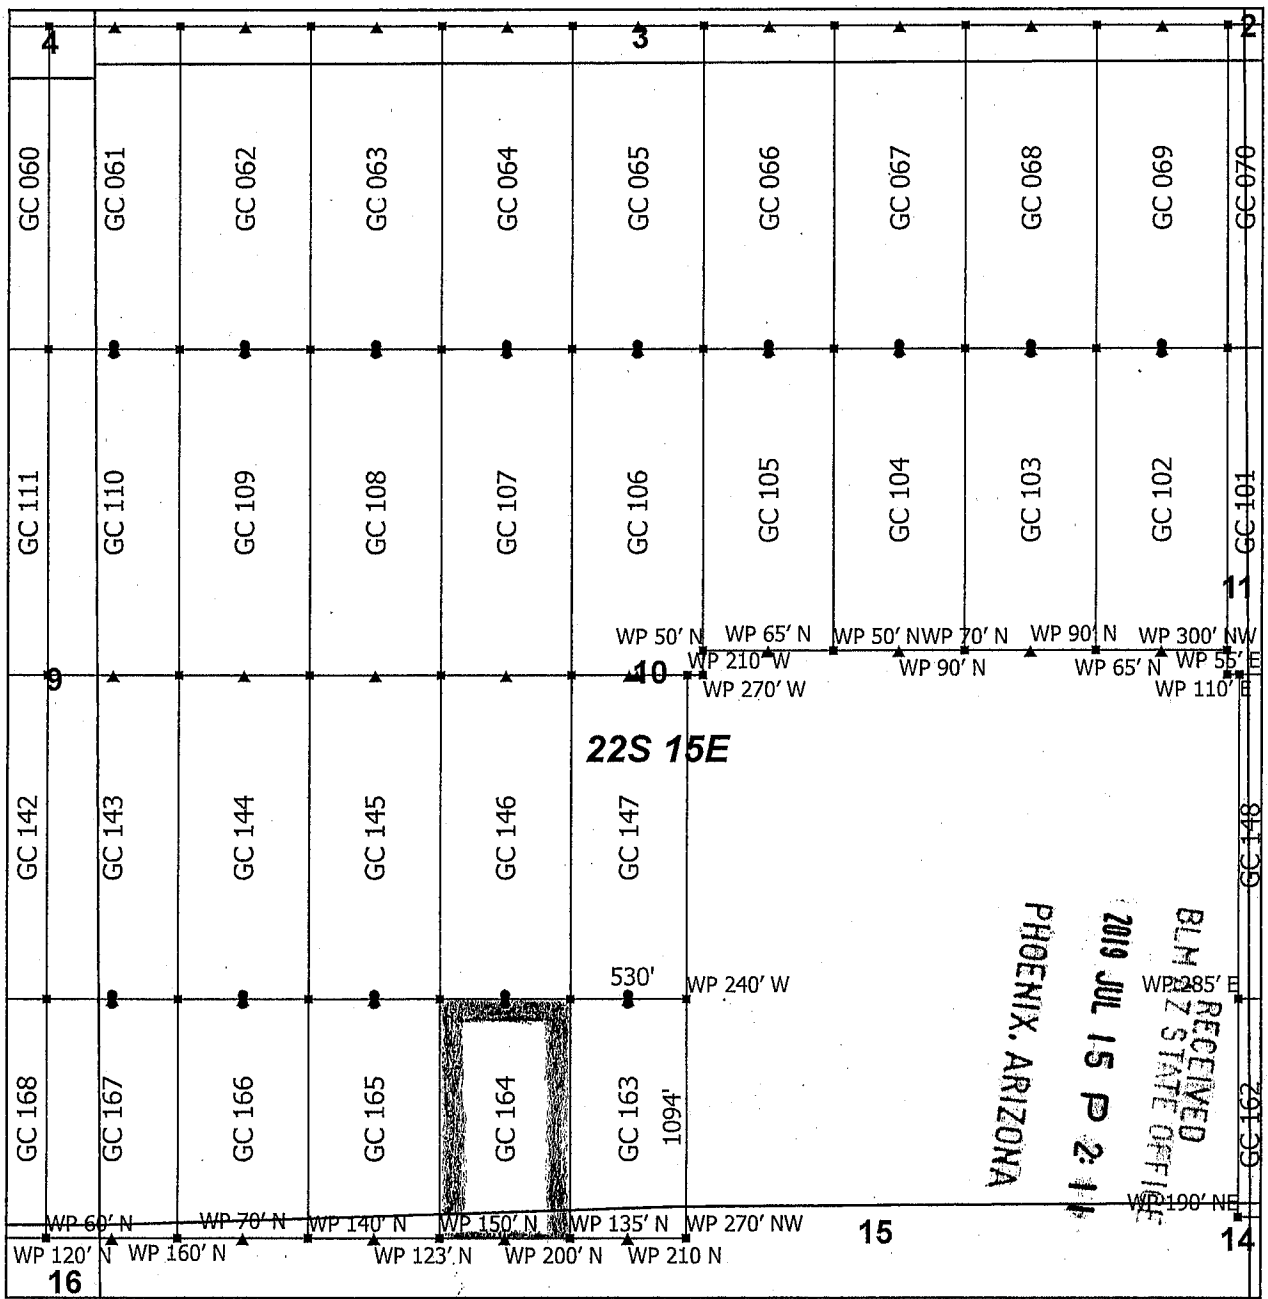 4
3
2
GC 060
GC 061
GC 062
GC 063
GC 064
GC 065
GC 066
GC 067
GC 068
GC 069
GC 070
GC 111
GC 110
GC 109
GC 108
GC 107
GC 106
GC 105
GC 104
GC 103
GC 102
GC 101
11
WP 50' N
WP 65' N
WP 50' N
WP 70' N
WP 90' N
WP 300' NW
WP 210' W
WP 90' N
WP 65' N
WP 55' E
9
10
WP 270' W
WP 110' E
22S 15E
GC 142
GC 143
GC 144
GC 145
GC 146
GC 147
GC 148
530'
WP 240' W
WP 285' E
RECEIVED
BLM AZ STATE OFFICE
2019 JUL 15 P 2: 11
PHOENIX, ARIZONA
GC 168
GC 167
GC 166
GC 165
GC 164
GC 163
1094'
GC 162
WP 190' NE
WP 60' N
WP 70' N
WP 140' N
WP 150' N
WP 135' N
WP 270' NW
15
14
WP 120' N
WP 160' N
WP 123' N
WP 200' N
WP 210 N
16